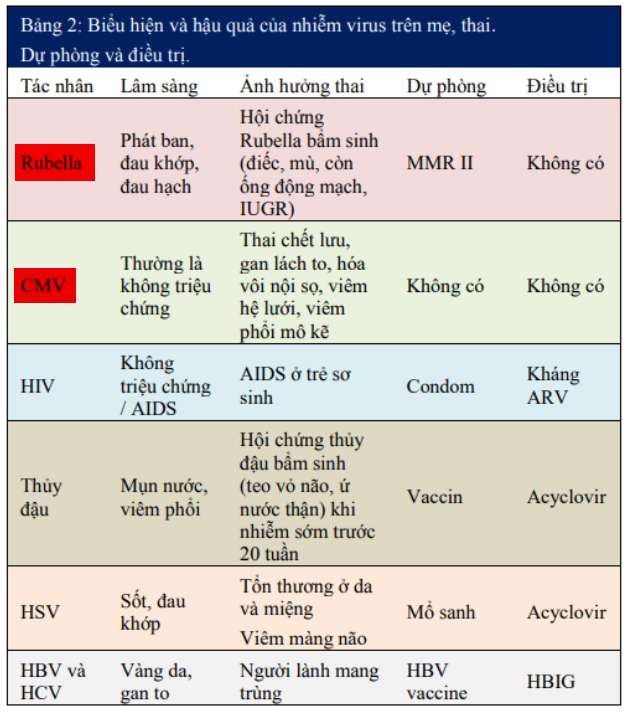 Bảng 2: Biểu hiện và hậu quả của nhiễm virus trên mẹ, thai.
Dự phòng và điều trị.
Tác nhân Lâm sàng Ảnh hưởng thai Dự phòng Điều trị
Rubella
Phát ban,
đau khớp,
đau hạch
Hội chứng
Rubella bẩm sinh
(điếc, mù, còn
ống động mạch,
IUGR)
MMR II
Không có
CMV
Thường là
không triệu
chứng
Thai chết lưu,
gan lách to, hóa
vôi nội sọ, viêm
hệ lưới, viêm
phổi mô kẽ
Không có
Không có
HIV
Không
triệu chứng
/ AIDS
AIDS ở trẻ sơ
sinh
Condom
Kháng
ARV
Thủy
đậu
Mụn nước,
viêm phổi
Hội chứng thủy
đậu bẩm sinh
(teo vỏ não, ứ
nước thận) khi
nhiễm sớm trước
20 tuần
Vaccin
Acyclovir
HSV
Sốt, đau
khớp
Tổn thương ở da
và miệng
Viêm màng não
Mổ sanh
Acyclovir
HBV và
HCV
Vàng da,
gan to
Người lành mang
trùng
HBV
vaccine
HBIG